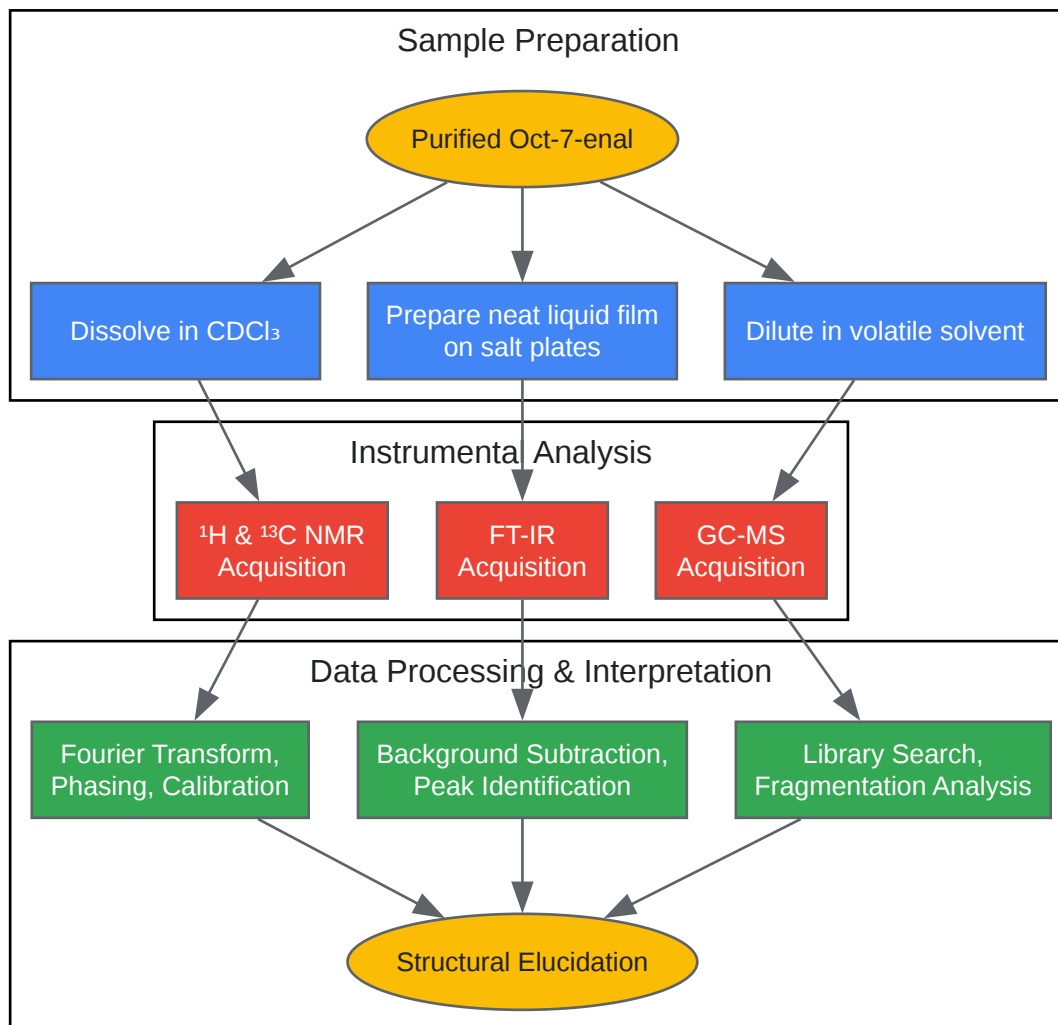 Sample Preparation
Purified Oct-7-enal
Dissolve in CDCl₃
Prepare neat liquid film
on salt plates
Dilute in volatile solvent
Instrumental Analysis
¹H & ¹³C NMR
Acquisition
FT-IR
Acquisition
GC-MS
Acquisition
Data Processing & Interpretation
Fourier Transform,
Phasing, Calibration
Background Subtraction,
Peak Identification
Library Search,
Fragmentation Analysis
Structural Elucidation